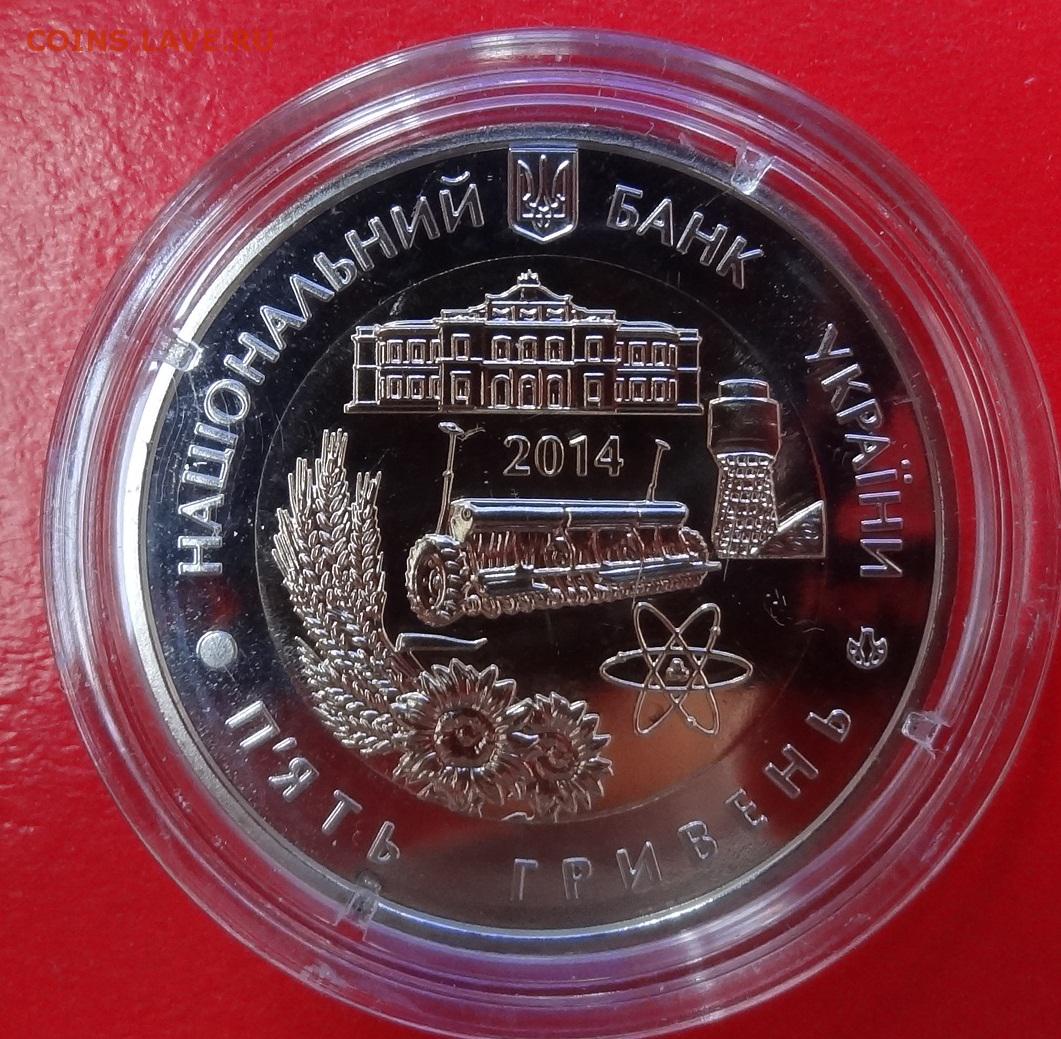 COINS.LAVE.RU
НАЦІОНАЛЬНИЙ БАНК УКРАЇНИ
2014
П'ЯТЬ ГРИВЕНЬ